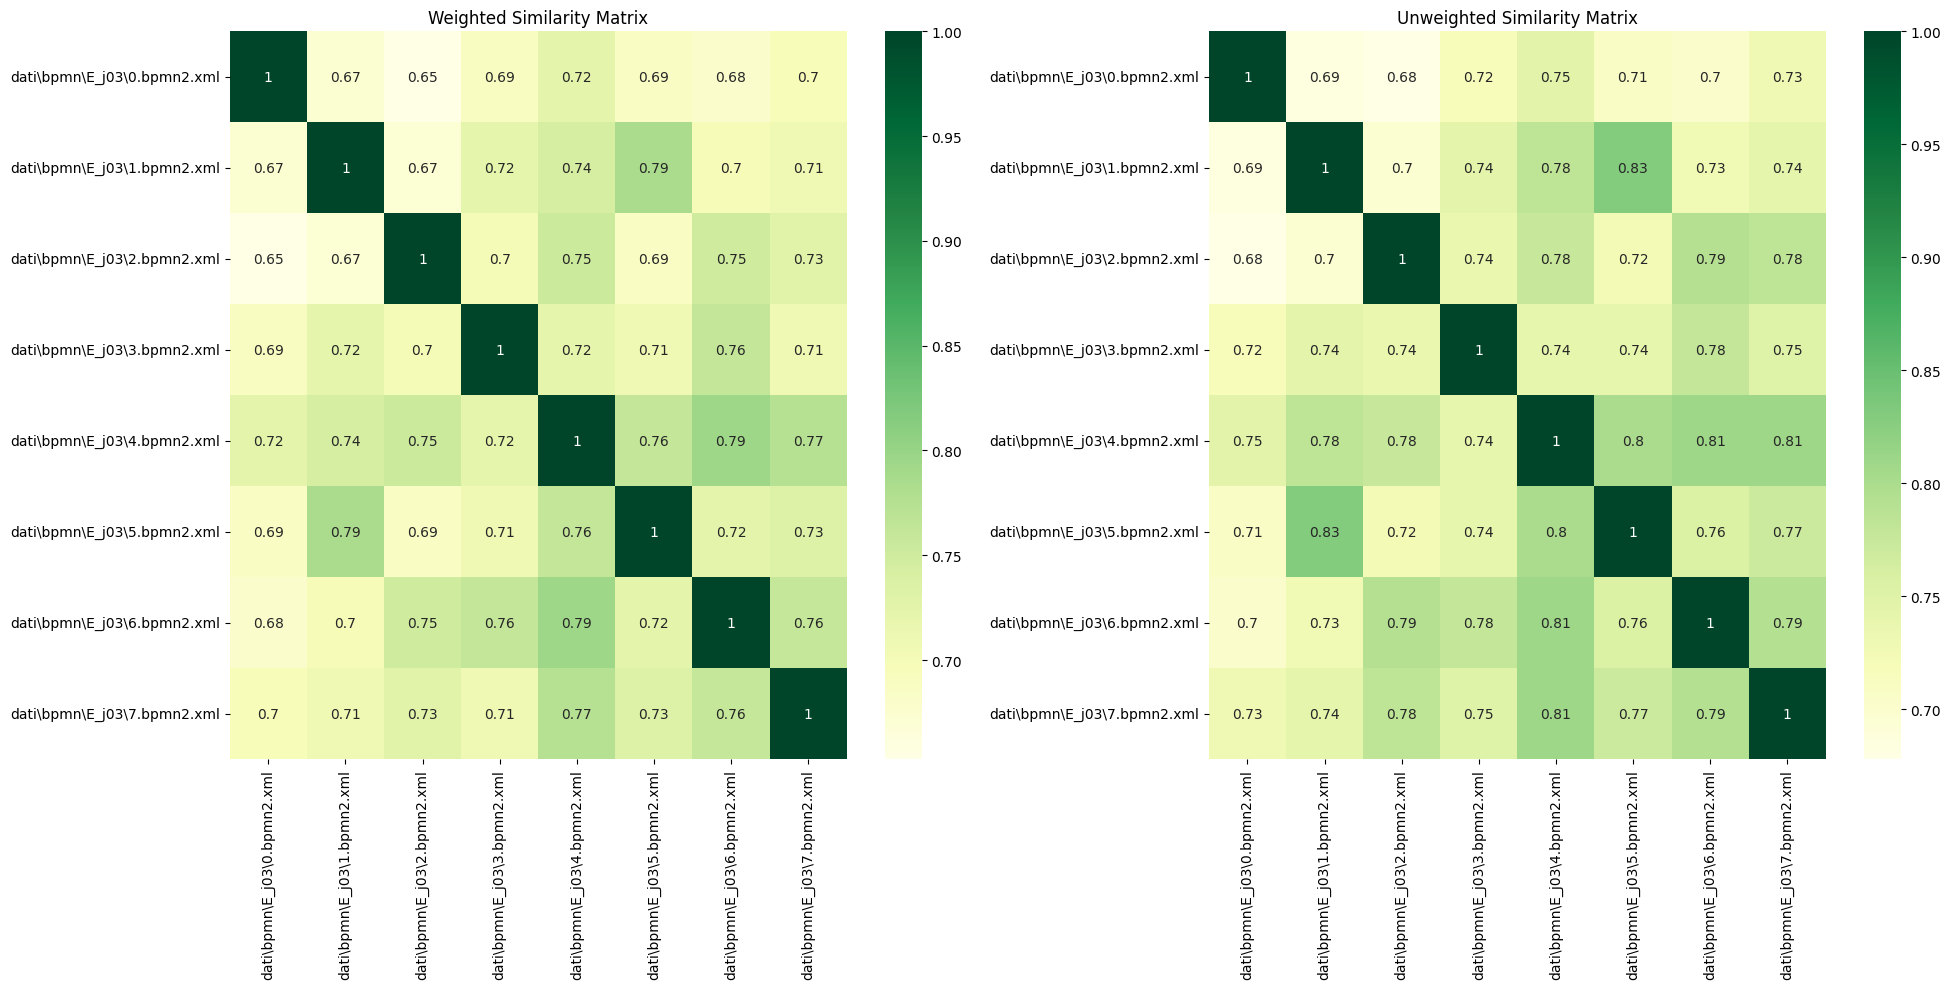 Weighted Similarity Matrix
dati\bpmn\E_j03\0.bpmn2.xml 1 0.67 0.65 0.69 0.72 0.69 0.68 0.7
dati\bpmn\E_j03\1.bpmn2.xml 0.67 1 0.67 0.72 0.74 0.79 0.7 0.71
dati\bpmn\E_j03\2.bpmn2.xml 0.65 0.67 1 0.7 0.75 0.69 0.75 0.73
dati\bpmn\E_j03\3.bpmn2.xml 0.69 0.72 0.7 1 0.72 0.71 0.76 0.71
dati\bpmn\E_j03\4.bpmn2.xml 0.72 0.74 0.75 0.72 1 0.76 0.79 0.77
dati\bpmn\E_j03\5.bpmn2.xml 0.69 0.79 0.69 0.71 0.76 1 0.72 0.73
dati\bpmn\E_j03\6.bpmn2.xml 0.68 0.7 0.75 0.76 0.79 0.72 1 0.76
dati\bpmn\E_j03\7.bpmn2.xml 0.7 0.71 0.73 0.71 0.77 0.73 0.76 1
dati\bpmn\E_j03\0.bpmn2.xml
dati\bpmn\E_j03\1.bpmn2.xml
dati\bpmn\E_j03\2.bpmn2.xml
dati\bpmn\E_j03\3.bpmn2.xml
dati\bpmn\E_j03\4.bpmn2.xml
dati\bpmn\E_j03\5.bpmn2.xml
dati\bpmn\E_j03\6.bpmn2.xml
dati\bpmn\E_j03\7.bpmn2.xml
1.00
0.95
0.90
0.85
0.80
0.75
0.70
Unweighted Similarity Matrix
dati\bpmn\E_j03\0.bpmn2.xml 1 0.69 0.68 0.72 0.75 0.71 0.7 0.73
dati\bpmn\E_j03\1.bpmn2.xml 0.69 1 0.7 0.74 0.78 0.83 0.73 0.74
dati\bpmn\E_j03\2.bpmn2.xml 0.68 0.7 1 0.74 0.78 0.72 0.79 0.78
dati\bpmn\E_j03\3.bpmn2.xml 0.72 0.74 0.74 1 0.74 0.74 0.78 0.75
dati\bpmn\E_j03\4.bpmn2.xml 0.75 0.78 0.78 0.74 1 0.8 0.81 0.81
dati\bpmn\E_j03\5.bpmn2.xml 0.71 0.83 0.72 0.74 0.8 1 0.76 0.77
dati\bpmn\E_j03\6.bpmn2.xml 0.7 0.73 0.79 0.78 0.81 0.76 1 0.79
dati\bpmn\E_j03\7.bpmn2.xml 0.73 0.74 0.78 0.75 0.81 0.77 0.79 1
dati\bpmn\E_j03\0.bpmn2.xml
dati\bpmn\E_j03\1.bpmn2.xml
dati\bpmn\E_j03\2.bpmn2.xml
dati\bpmn\E_j03\3.bpmn2.xml
dati\bpmn\E_j03\4.bpmn2.xml
dati\bpmn\E_j03\5.bpmn2.xml
dati\bpmn\E_j03\6.bpmn2.xml
dati\bpmn\E_j03\7.bpmn2.xml
1.00
0.95
0.90
0.85
0.80
0.75
0.70